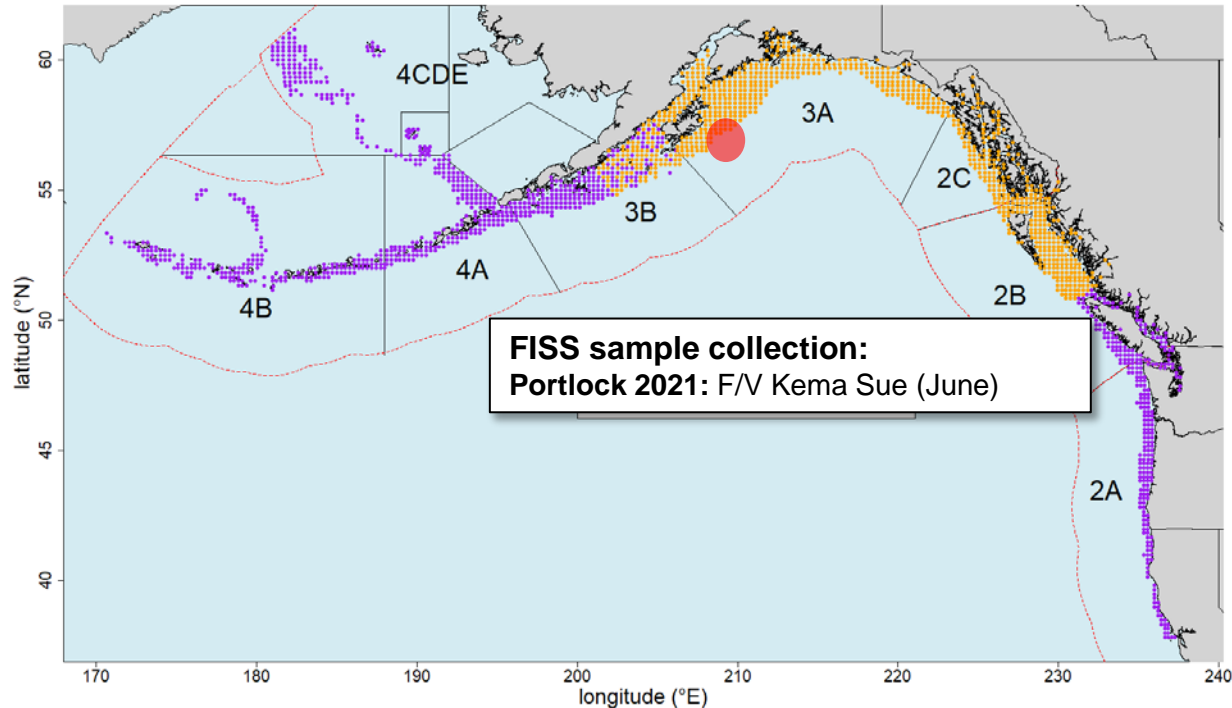 60
55
50
45
40
latitude (°N)
4CDE
3A
2C
3B
4A
4B
2B
2A
FISS sample collection:
Portlock 2021: F/V Kema Sue (June)
170
180
190
200
210
220
230
240
longitude (°E)